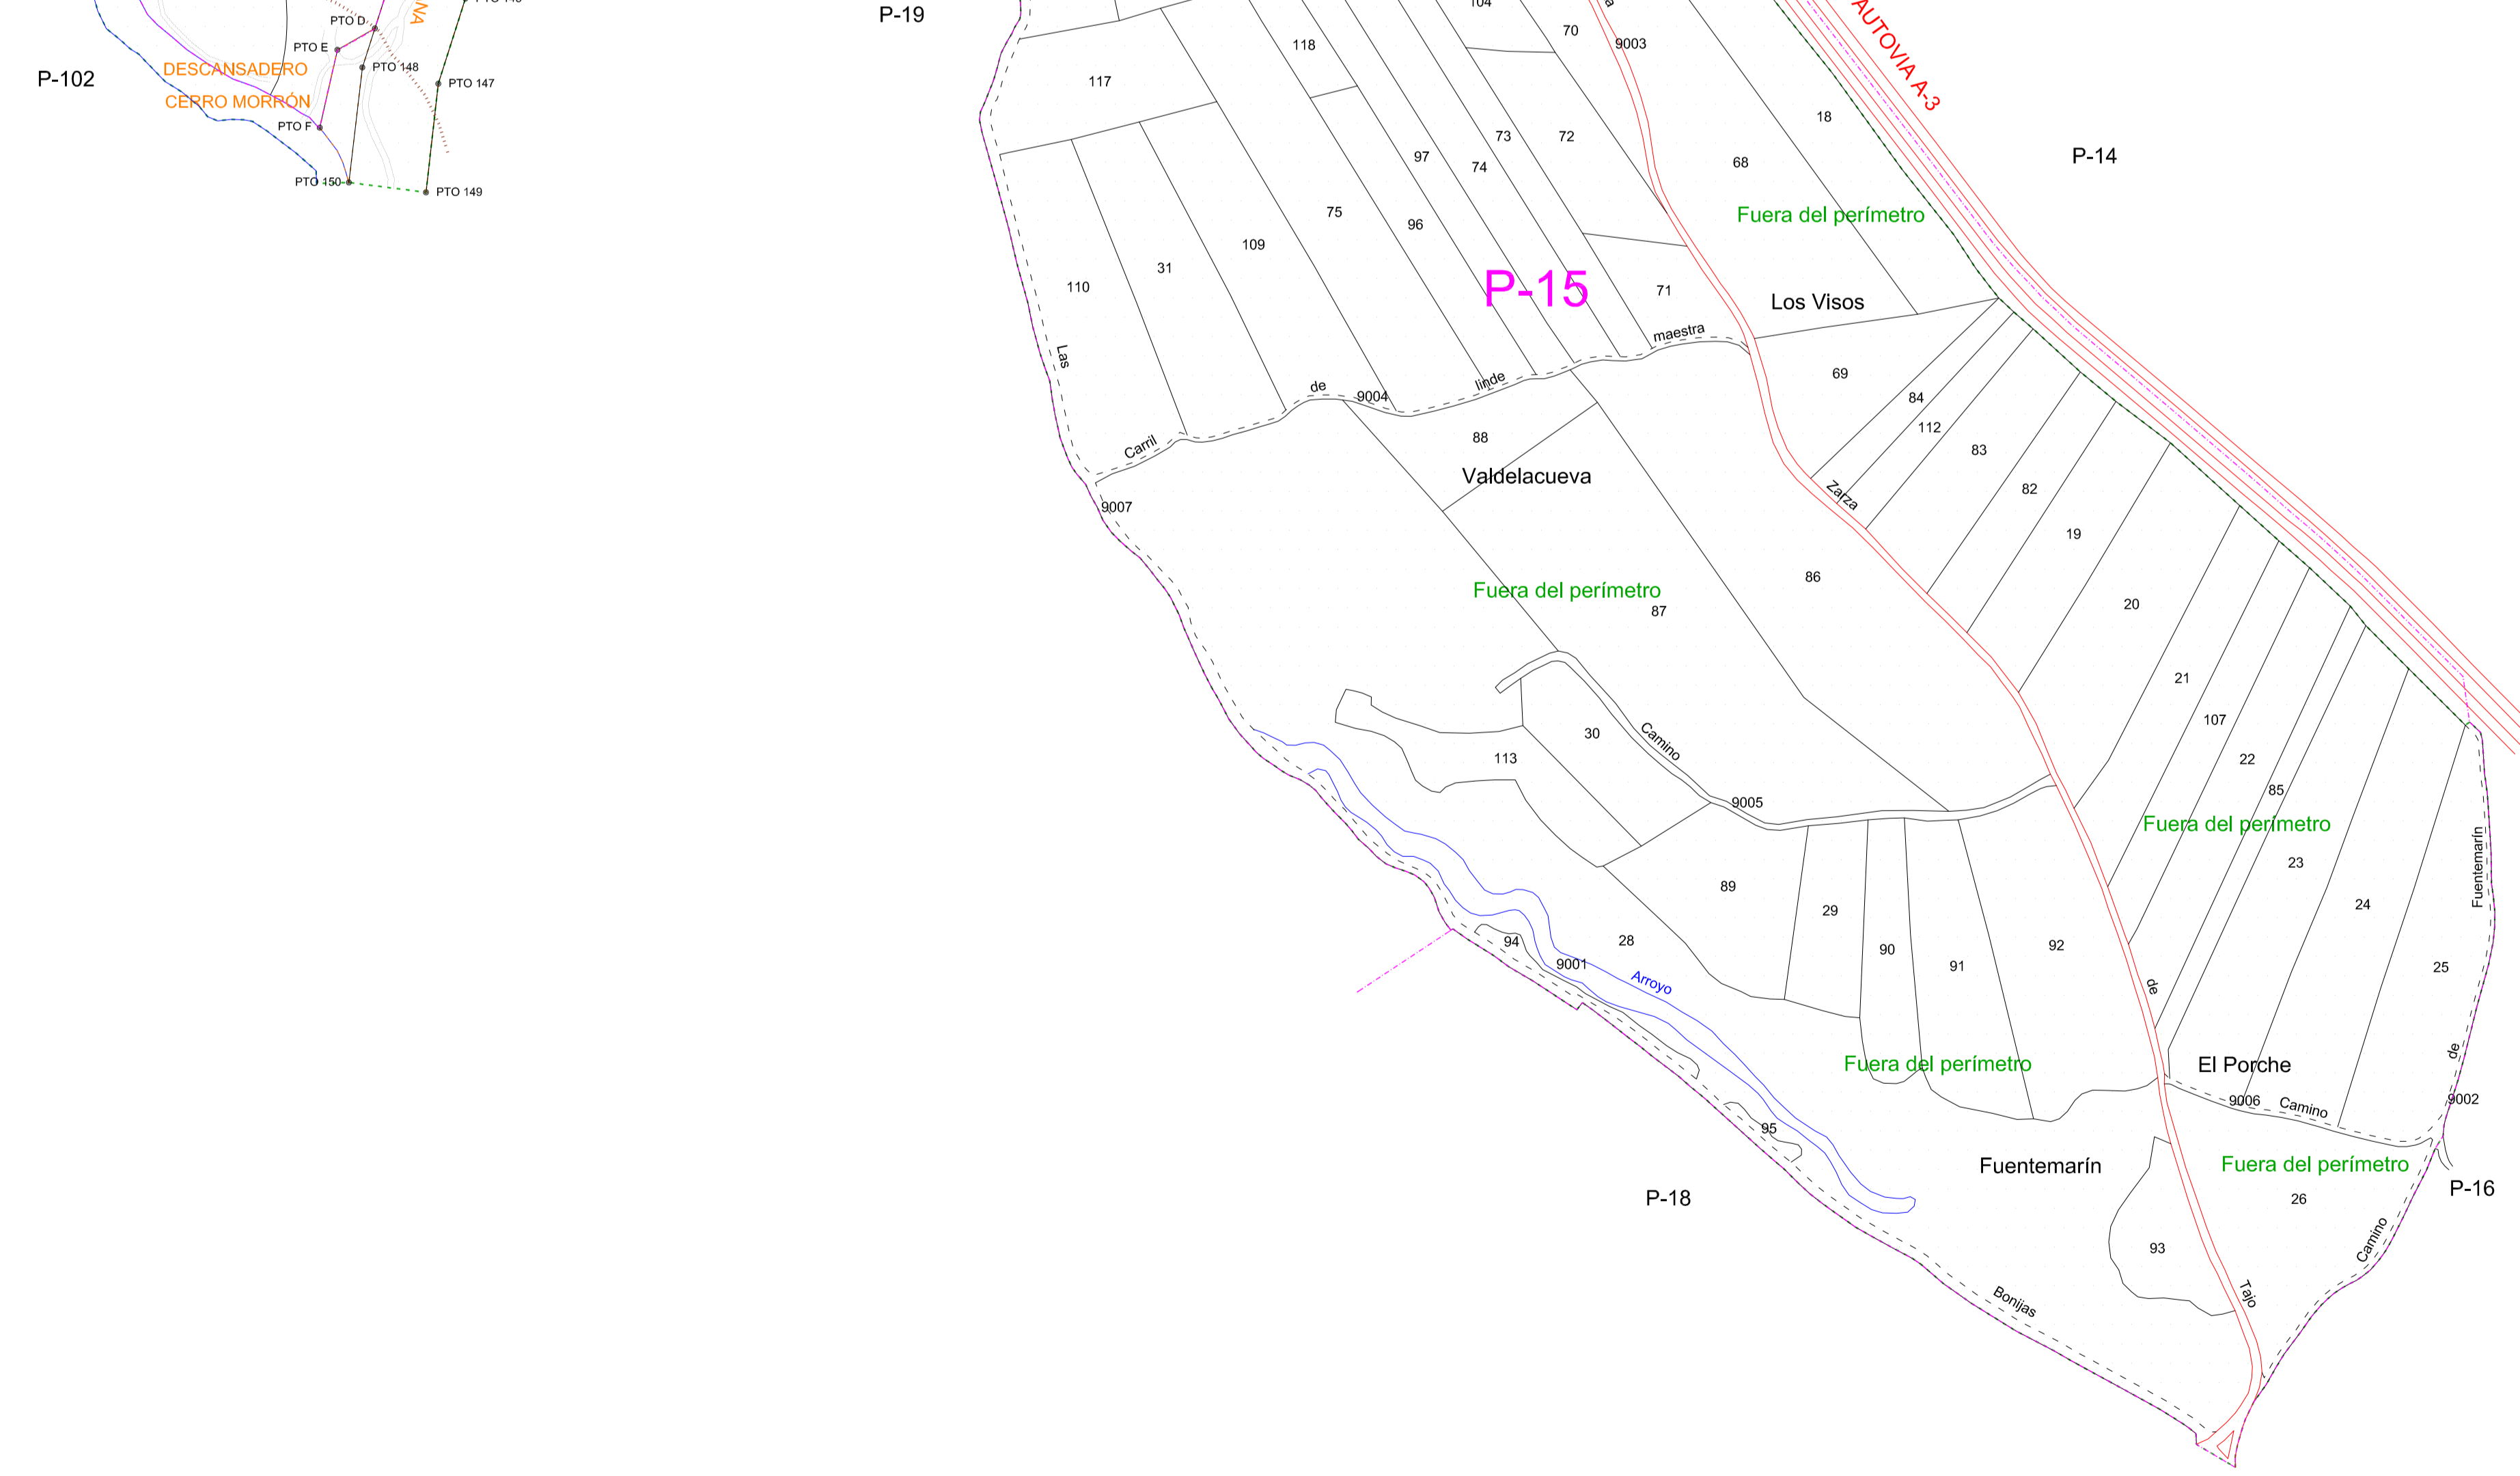 P-19
104
PTO D
NA
AUTOVIA A-3
70
9003
118
PTO E
DESCANSADERO
PTO 148
P-102
117
PTO 147
CERRO MORRÓN
18
PTO F
73
72
97
74
68
P-14
PTO 150
PTO 149
75
96
Fuera del perímetro
109
31
110
P-15
71
Los Visos
maestra
Las
linde
de
9004
69
84
112
88
Carril
83
Valdelacueva
82
Zarza
9007
19
86
Fuera del perímetro
87
20
21
107
30
Camino
113
22
85
9005
Fuera del perímetro
23
Fuentemarín
89
24
29
28
94
90
92
9001
91
25
Arroyo
de
Fuera del perímetro
El Porche
de
9006
Camino
9002
95
Fuentemarín
Fuera del perímetro
P-18
26
P-16
93
Camino
Tajo
Bonijas